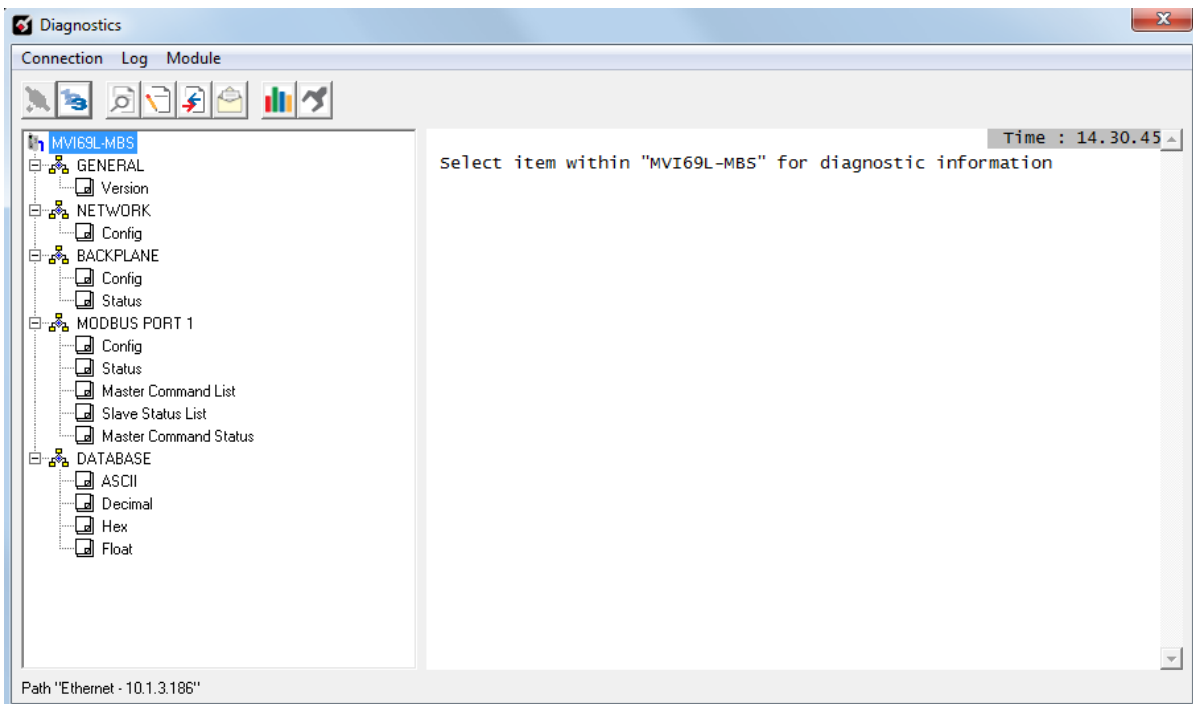 Diagnostics
Connection Log Module
MVI69L-MBS
GENERAL
Version
NETWORK
Config
BACKPLANE
Config
Status
MODBUS PORT 1
Config
Status
Master Command List
Slave Status List
Master Command Status
DATABASE
ASCII
Decimal
Hex
Float
Time : 14.30.45
Select item within "MVI69L-MBS" for diagnostic information
Path "Ethernet - 10.1.3.186"